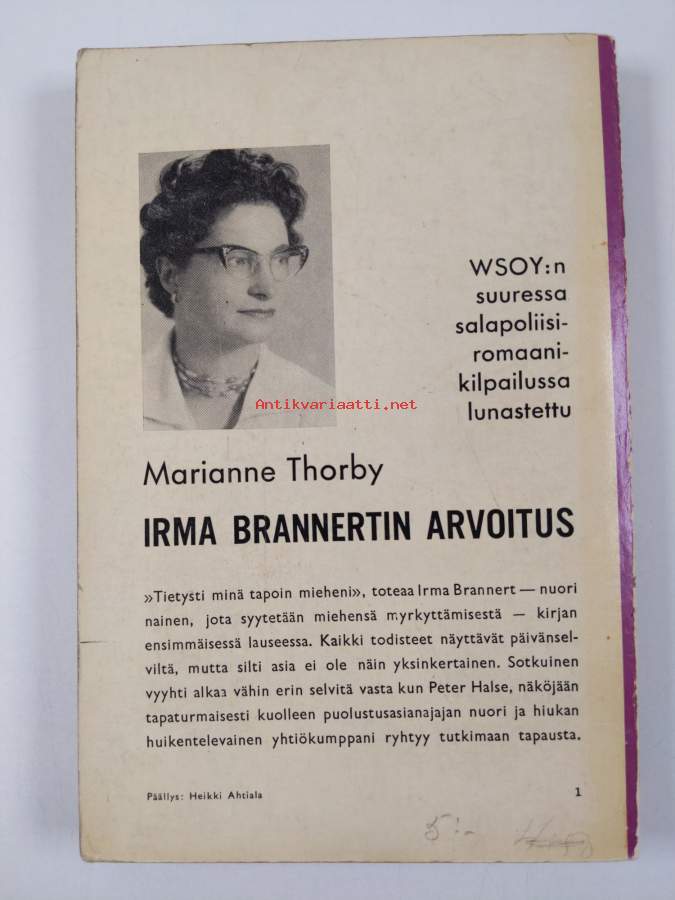 WSOY:n
suuressa
salapoliisi-
romaani-
kilpailussa
lunastettu
Antikvariaatti.net
Marianne Thorby
IRMA BRANNERTIN ARVOITUS
»Tietysti minä tapoin mieheni», toteaa Irma Brannert — nuori
nainen, jota syytetään miehensä myrkyttämisestä — kirjan
ensimmäisessä lauseessa. Kaikki todisteet näyttävät päivänsel-
viltä, mutta silti asia ei ole näin yksinkertainen. Sotkuinen
vyyhti alkaa vähin erin selvitä vasta kun Peter Halse, näköjään
tapaturmaisesti kuolleen puolustusasianajajan nuori ja hiukan
huikentelevainen yhtiökumppani ryhtyy tutkimaan tapausta.
Päällys: Heikki Ahtiala 1
5:-